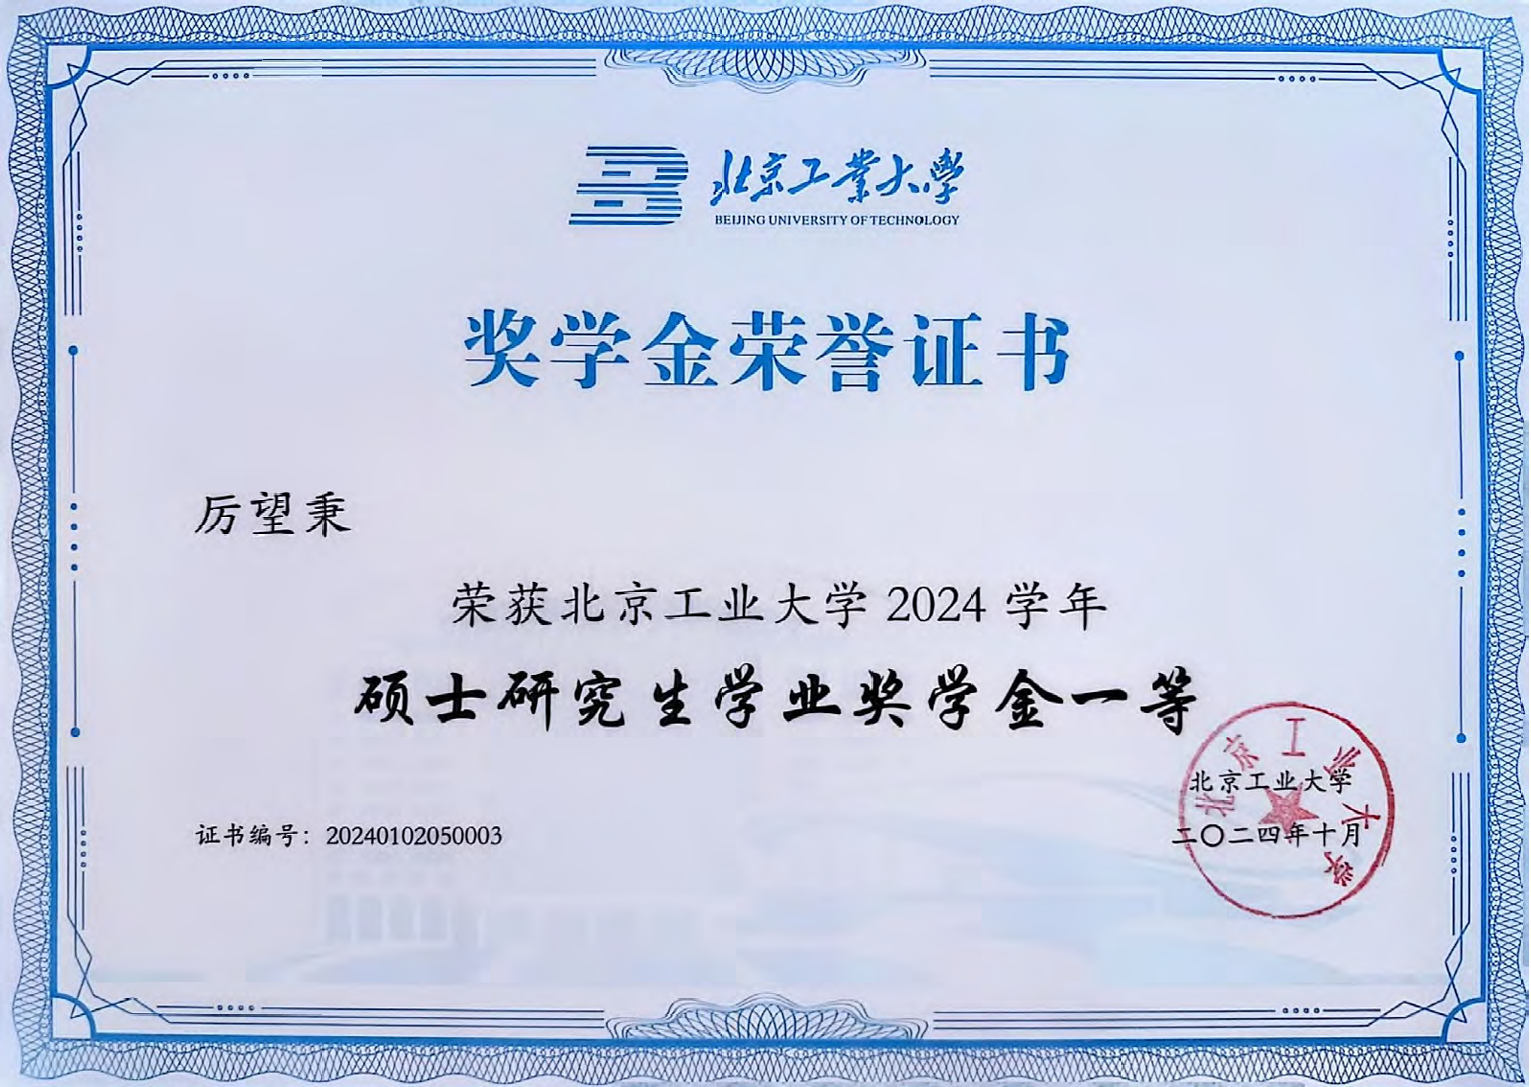 北京工業大學
BEIJING UNIVERSITY OF TECHNOLOGY
奖学金荣誉证书
厉望秉
荣获北京工业大学 2024 学年
硕士研究生学业奖学金一等
北京工业大学
北京工业大学
二〇二四年十月
证书编号：20240102050003